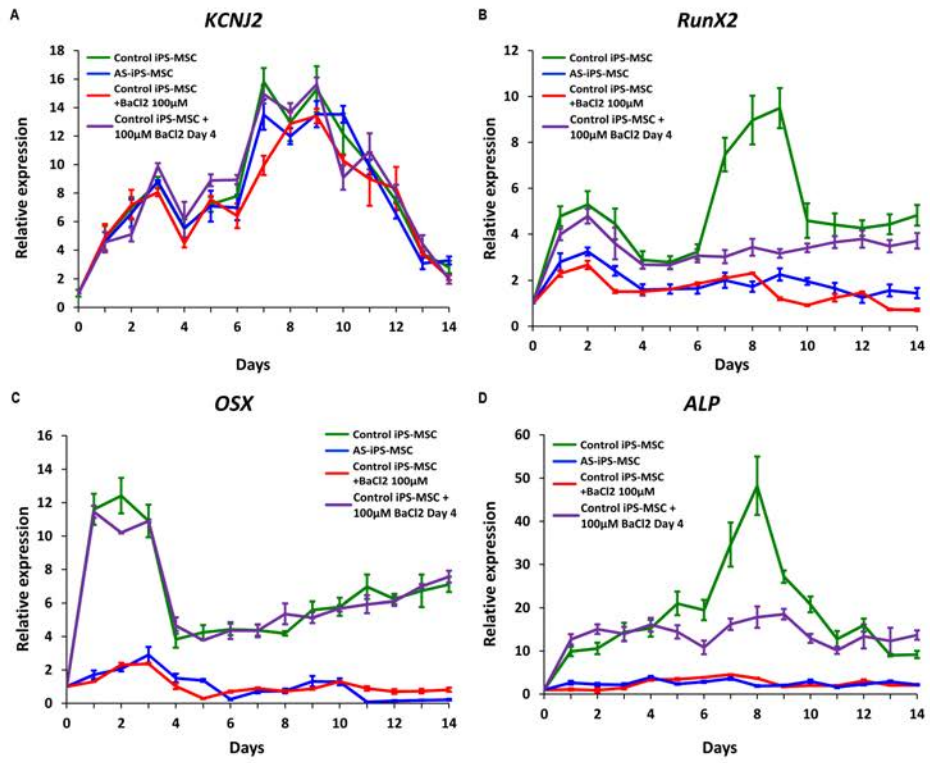 A
KCNJ2
Control iPS-MSC
AS-iPS-MSC
Control iPS-MSC
+BaCl2 100µM
Control iPS-MSC +
100µM BaCl2 Day 4
Relative expression
18
16
14
12
10
8
6
4
2
0
0 2 4 6 8 10 12 14
Days
B
RunX2
Control iPS-MSC
AS-iPS-MSC
Control iPS-MSC
+BaCl2 100µM
Control iPS-MSC +
100µM BaCl2 Day 4
Relative expression
12
10
8
6
4
2
0
0 2 4 6 8 10 12 14
Days
C
OSX
Control iPS-MSC
AS-iPS-MSC
Control iPS-MSC
+BaCl2 100µM
Control iPS-MSC +
100µM BaCl2 Day 4
Relative expression
16
14
12
10
8
6
4
2
0
0 2 4 6 8 10 12 14
Days
D
ALP
Control iPS-MSC
AS-iPS-MSC
Control iPS-MSC
+BaCl2 100µM
Control iPS-MSC +
100µM BaCl2 Day 4
Relative expression
60
50
40
30
20
10
0
0 2 4 6 8 10 12 14
Days